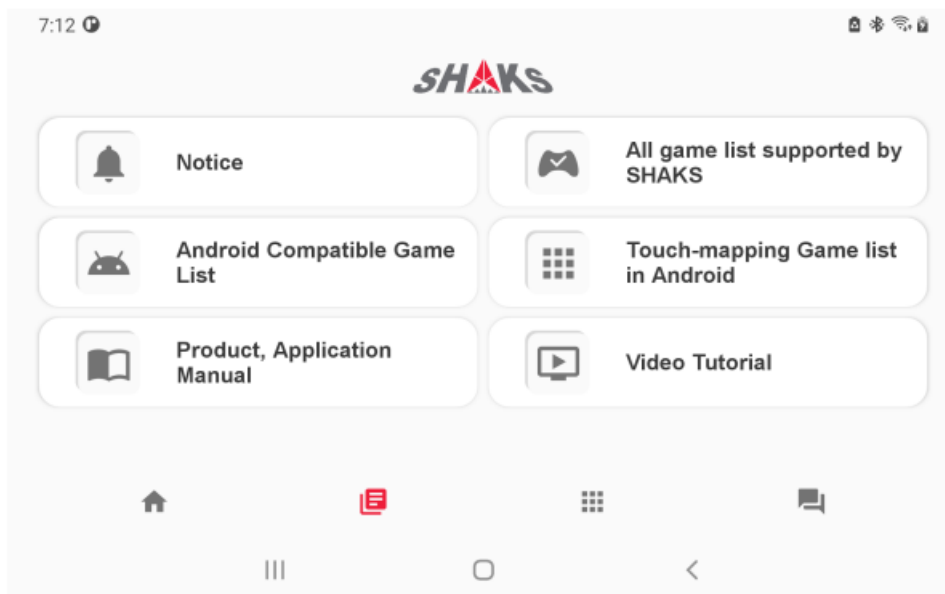 7:12
SHAKS
Notice
All game list supported by
SHAKS
Android Compatible Game
List
Touch-mapping Game list
in Android
Product, Application
Manual
Video Tutorial